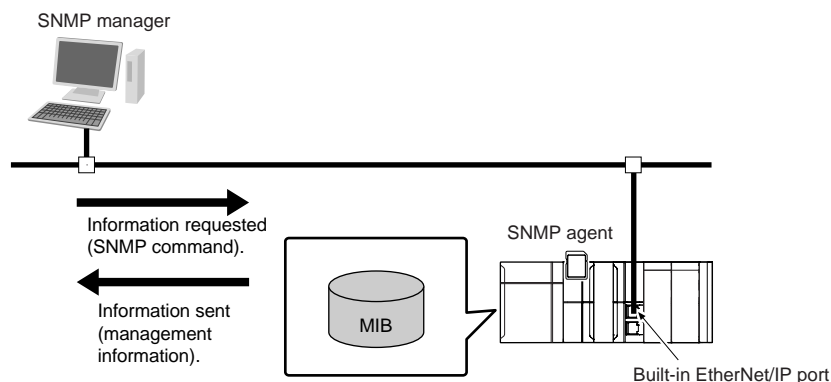 SNMP manager
Information requested
(SNMP command).
SNMP agent
Information sent
(management
information).
MIB
Built-in EtherNet/IP port